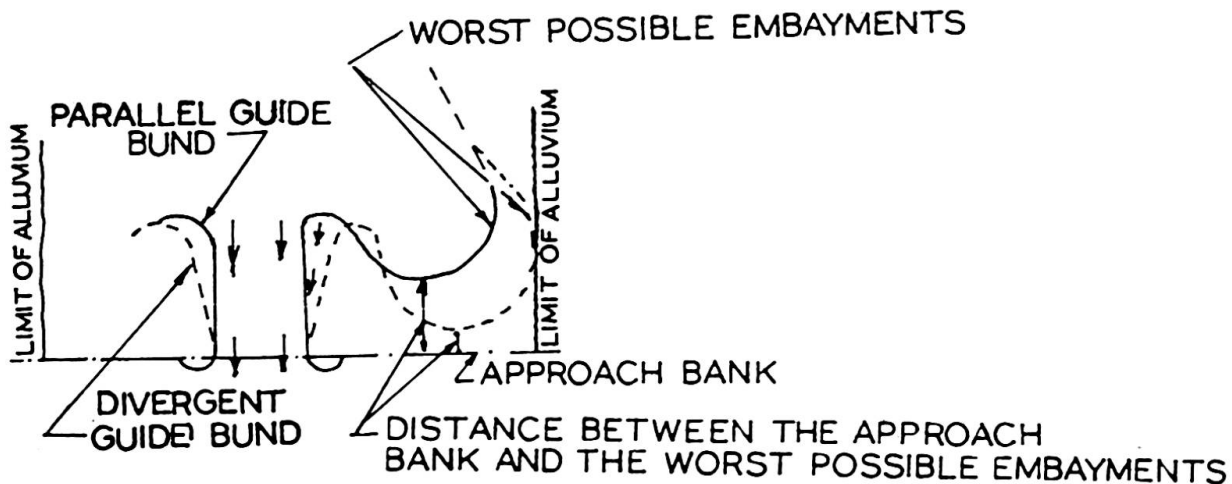 WORST POSSIBLE EMBAYMENTS
PARALLEL GUIDE
BUND
LIMIT OF ALLUMUM
LIMIT OF ALLUVIUM
APPROACH BANK
DIVERGENT
GUIDE BUND
DISTANCE BETWEEN THE APPROACH
BANK AND THE WORST POSSIBLE EMBAYMENTS